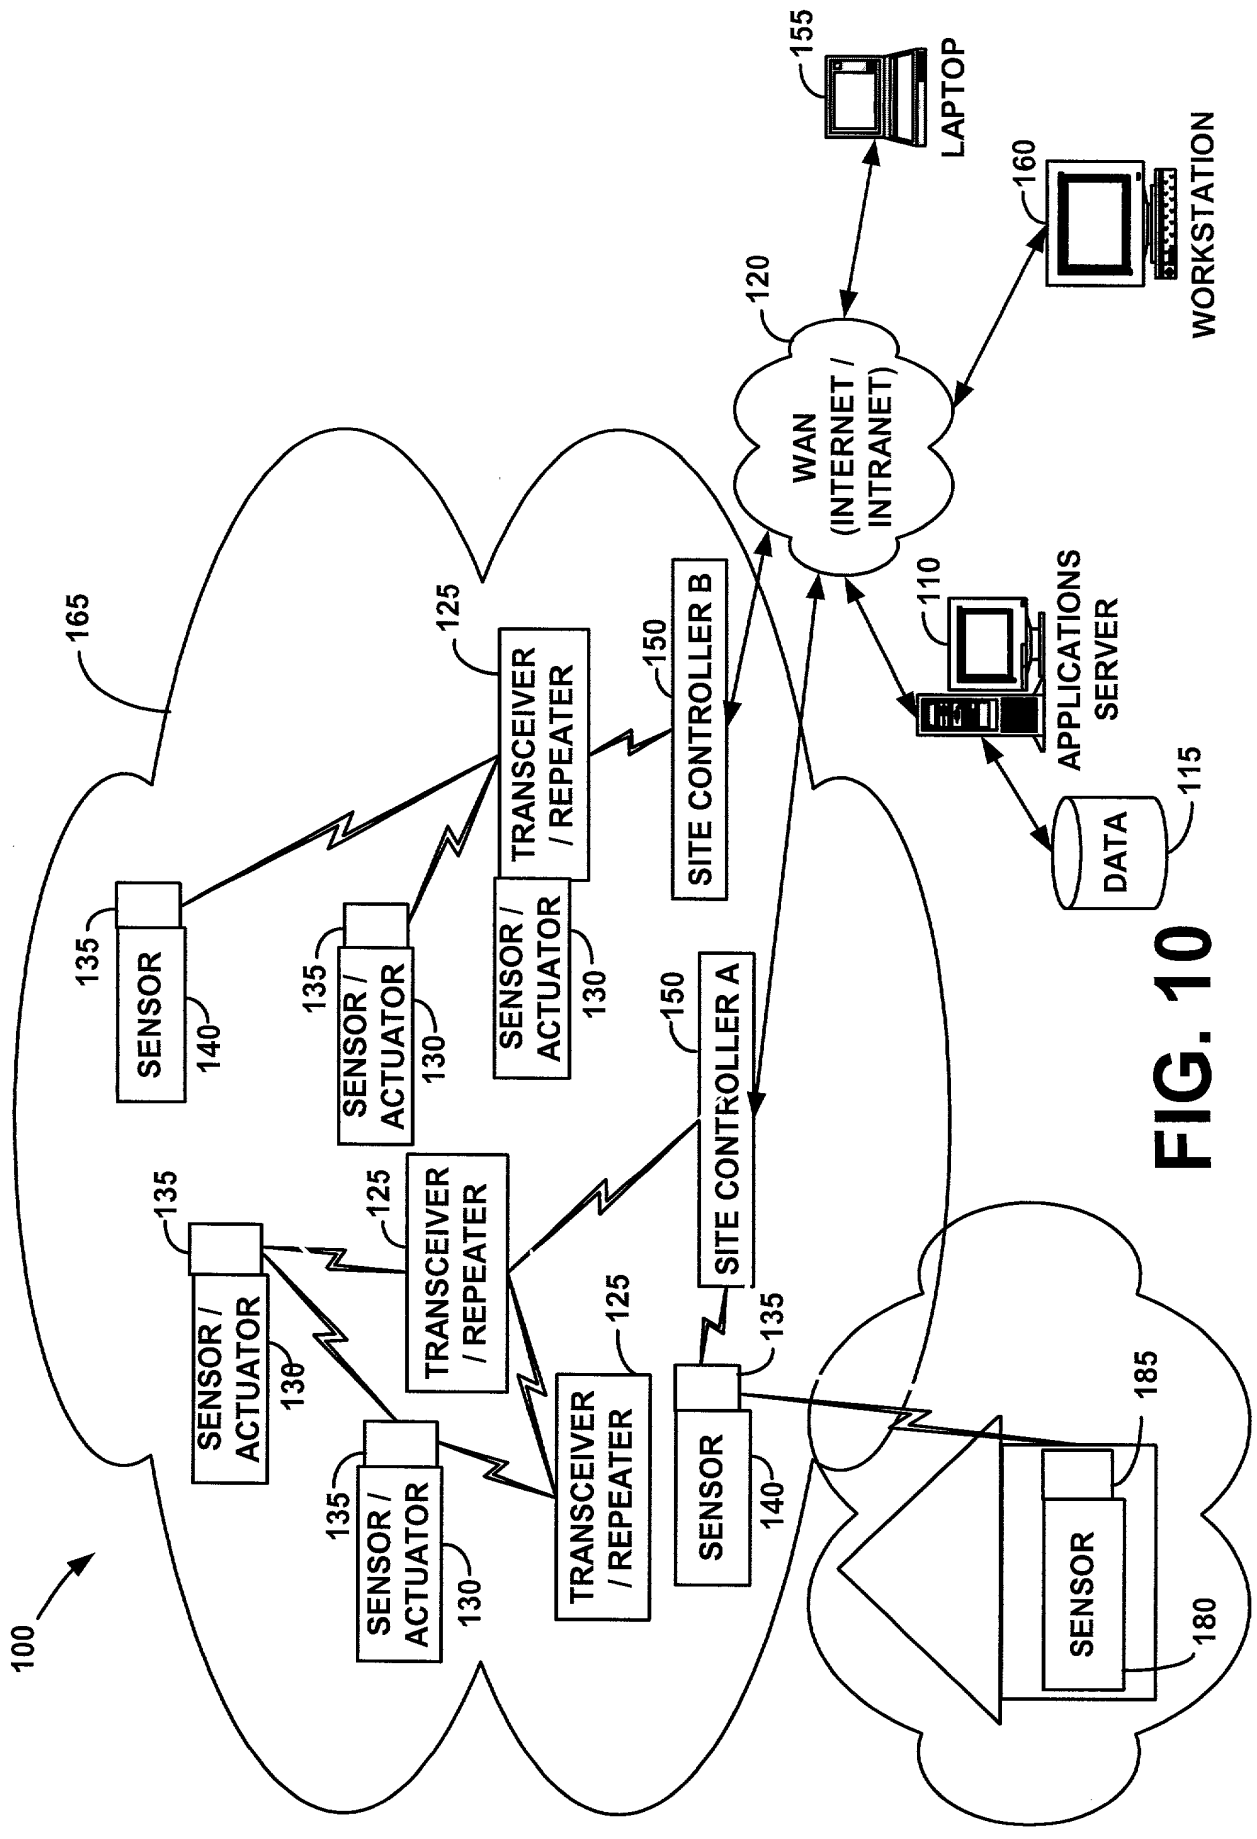 100
165
135
SENSOR /
ACTUATOR
130
135
SENSOR
140
135
SENSOR /
ACTUATOR
130
125
TRANSCEIVER
/ REPEATER
135
SENSOR /
ACTUATOR
130
125
TRANSCEIVER
/ REPEATER
SENSOR /
ACTUATOR
130
125
TRANSCEIVER
/ REPEATER
150
SITE CONTROLLER A
150
SITE CONTROLLER B
135
SENSOR
140
120
WAN
(INTERNET /
INTRANET)
155
LAPTOP
160
WORKSTATION
110
APPLICATIONS
SERVER
DATA
115
185
SENSOR
180
FIG. 10